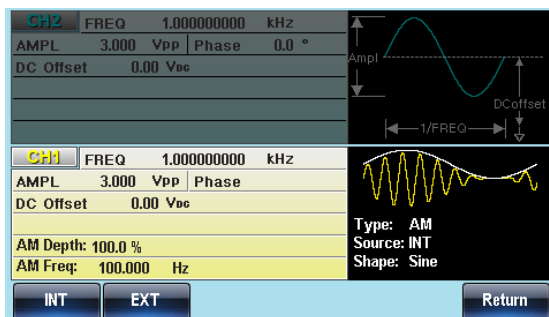 CH2 FREQ 1.000000000 kHz
AMPL 3.000 Vpp Phase 0.0 °
DC Offset 0.00 VDC
Ampl
DCoffset
1/FREQ
CH1 FREQ 1.000000000 kHz
AMPL 3.000 Vpp Phase
DC Offset 0.00 VDC
AM Depth: 100.0 %
AM Freq: 100.000 Hz
Type: AM
Source: INT
Shape: Sine
INT EXT Return